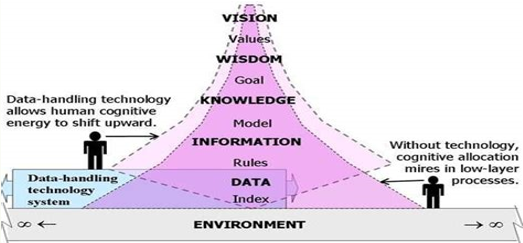 VISION
Values
WISDOM
Goal
Data-handling technology
allows human cognitive
energy to shift upward.
KNOWLEDGE
Model
INFORMATION
Rules
Without technology,
cognitive allocation
mires in low-layer
processes.
Data-handling
technology
system
DATA
Index
∞ ←
ENVIRONMENT
→ ∞